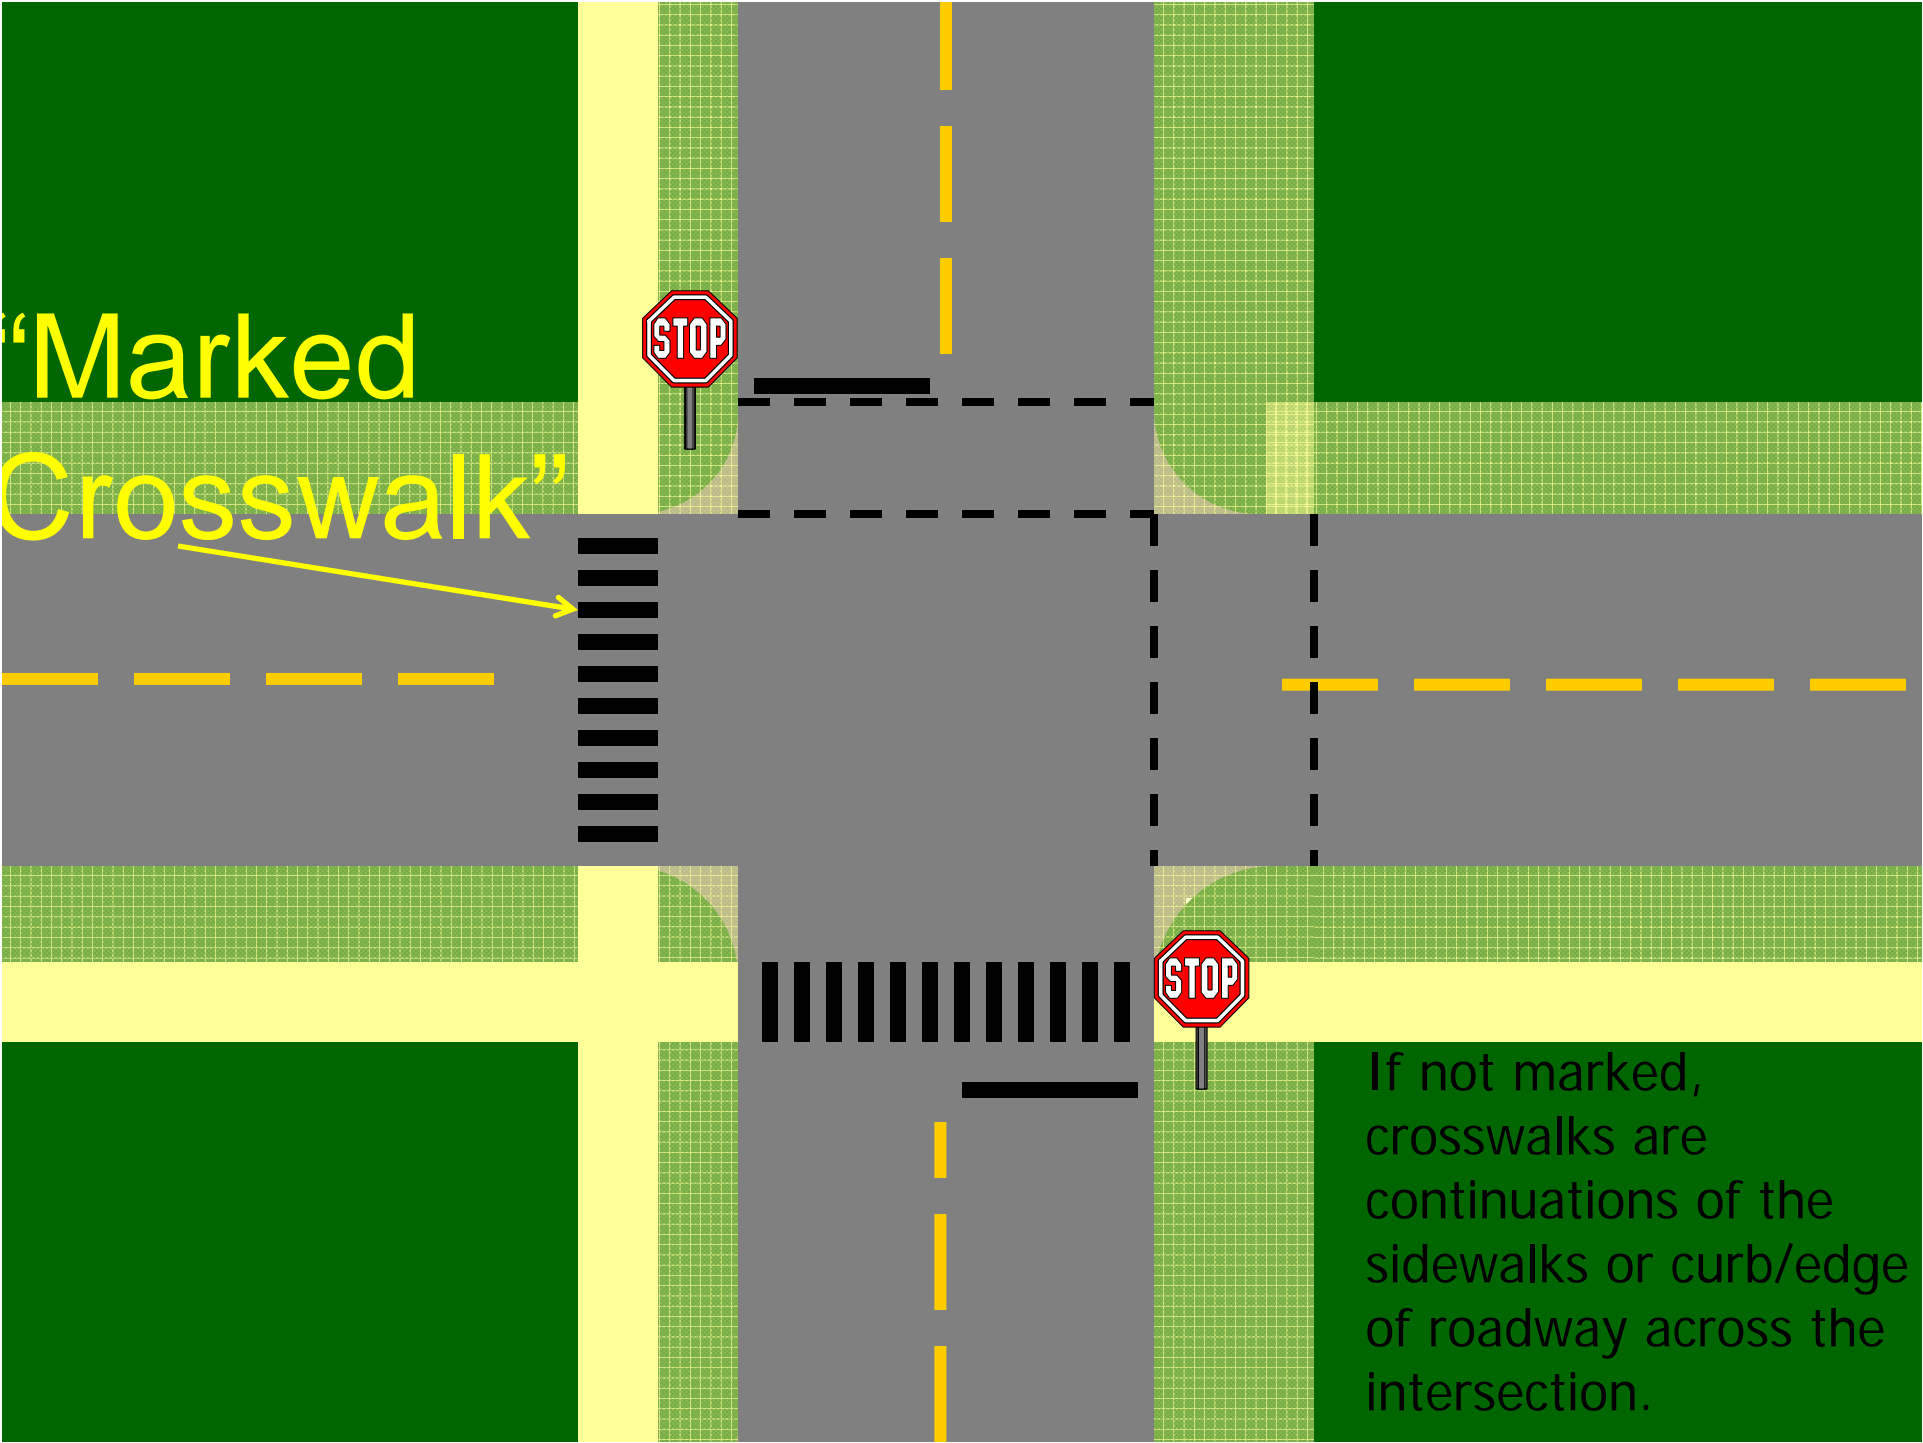 “Marked
Crosswalk”
STOP
STOP
If not marked,
crosswalks are
continuations of the
sidewalks or curb/edge
of roadway across the
intersection.